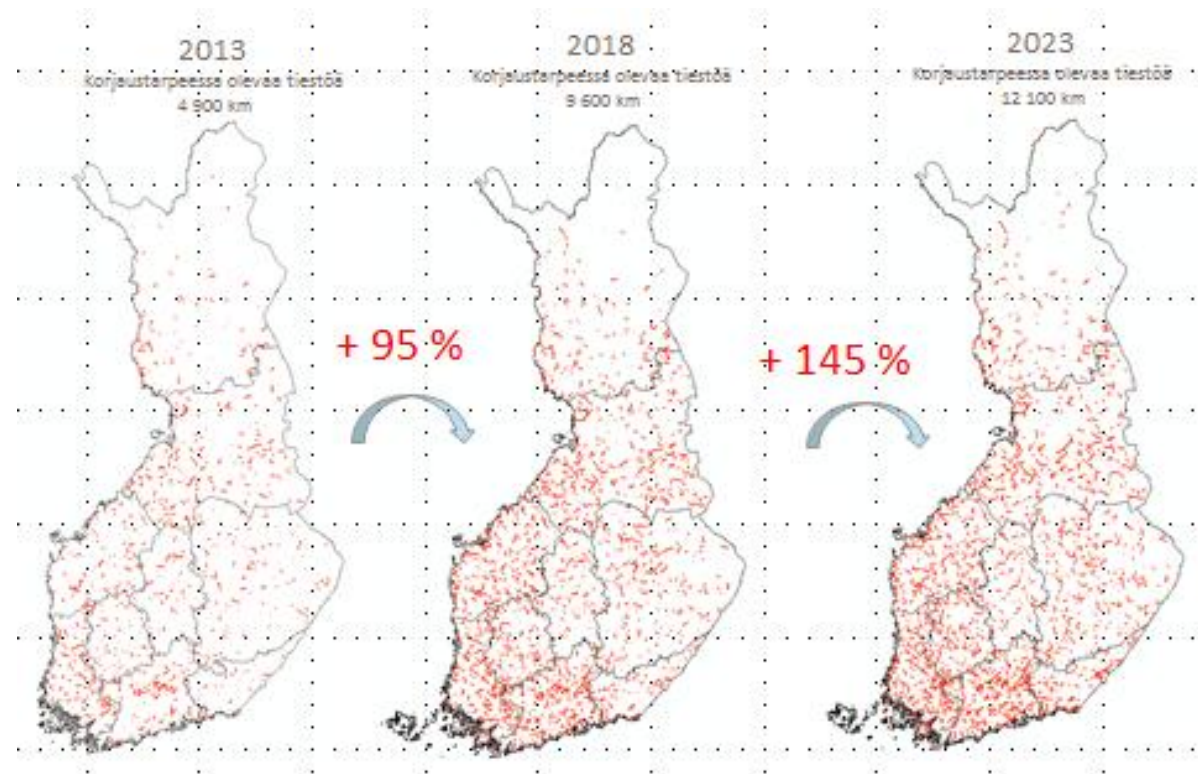 2013
Korjaustarpeessa olevaa tiestöä
4 900 km
2018
Korjaustarpeessa olevaa tiestöä
9 600 km
2023
Korjaustarpeessa olevaa tiestöä
12 100 km
+ 95 %
+ 145 %